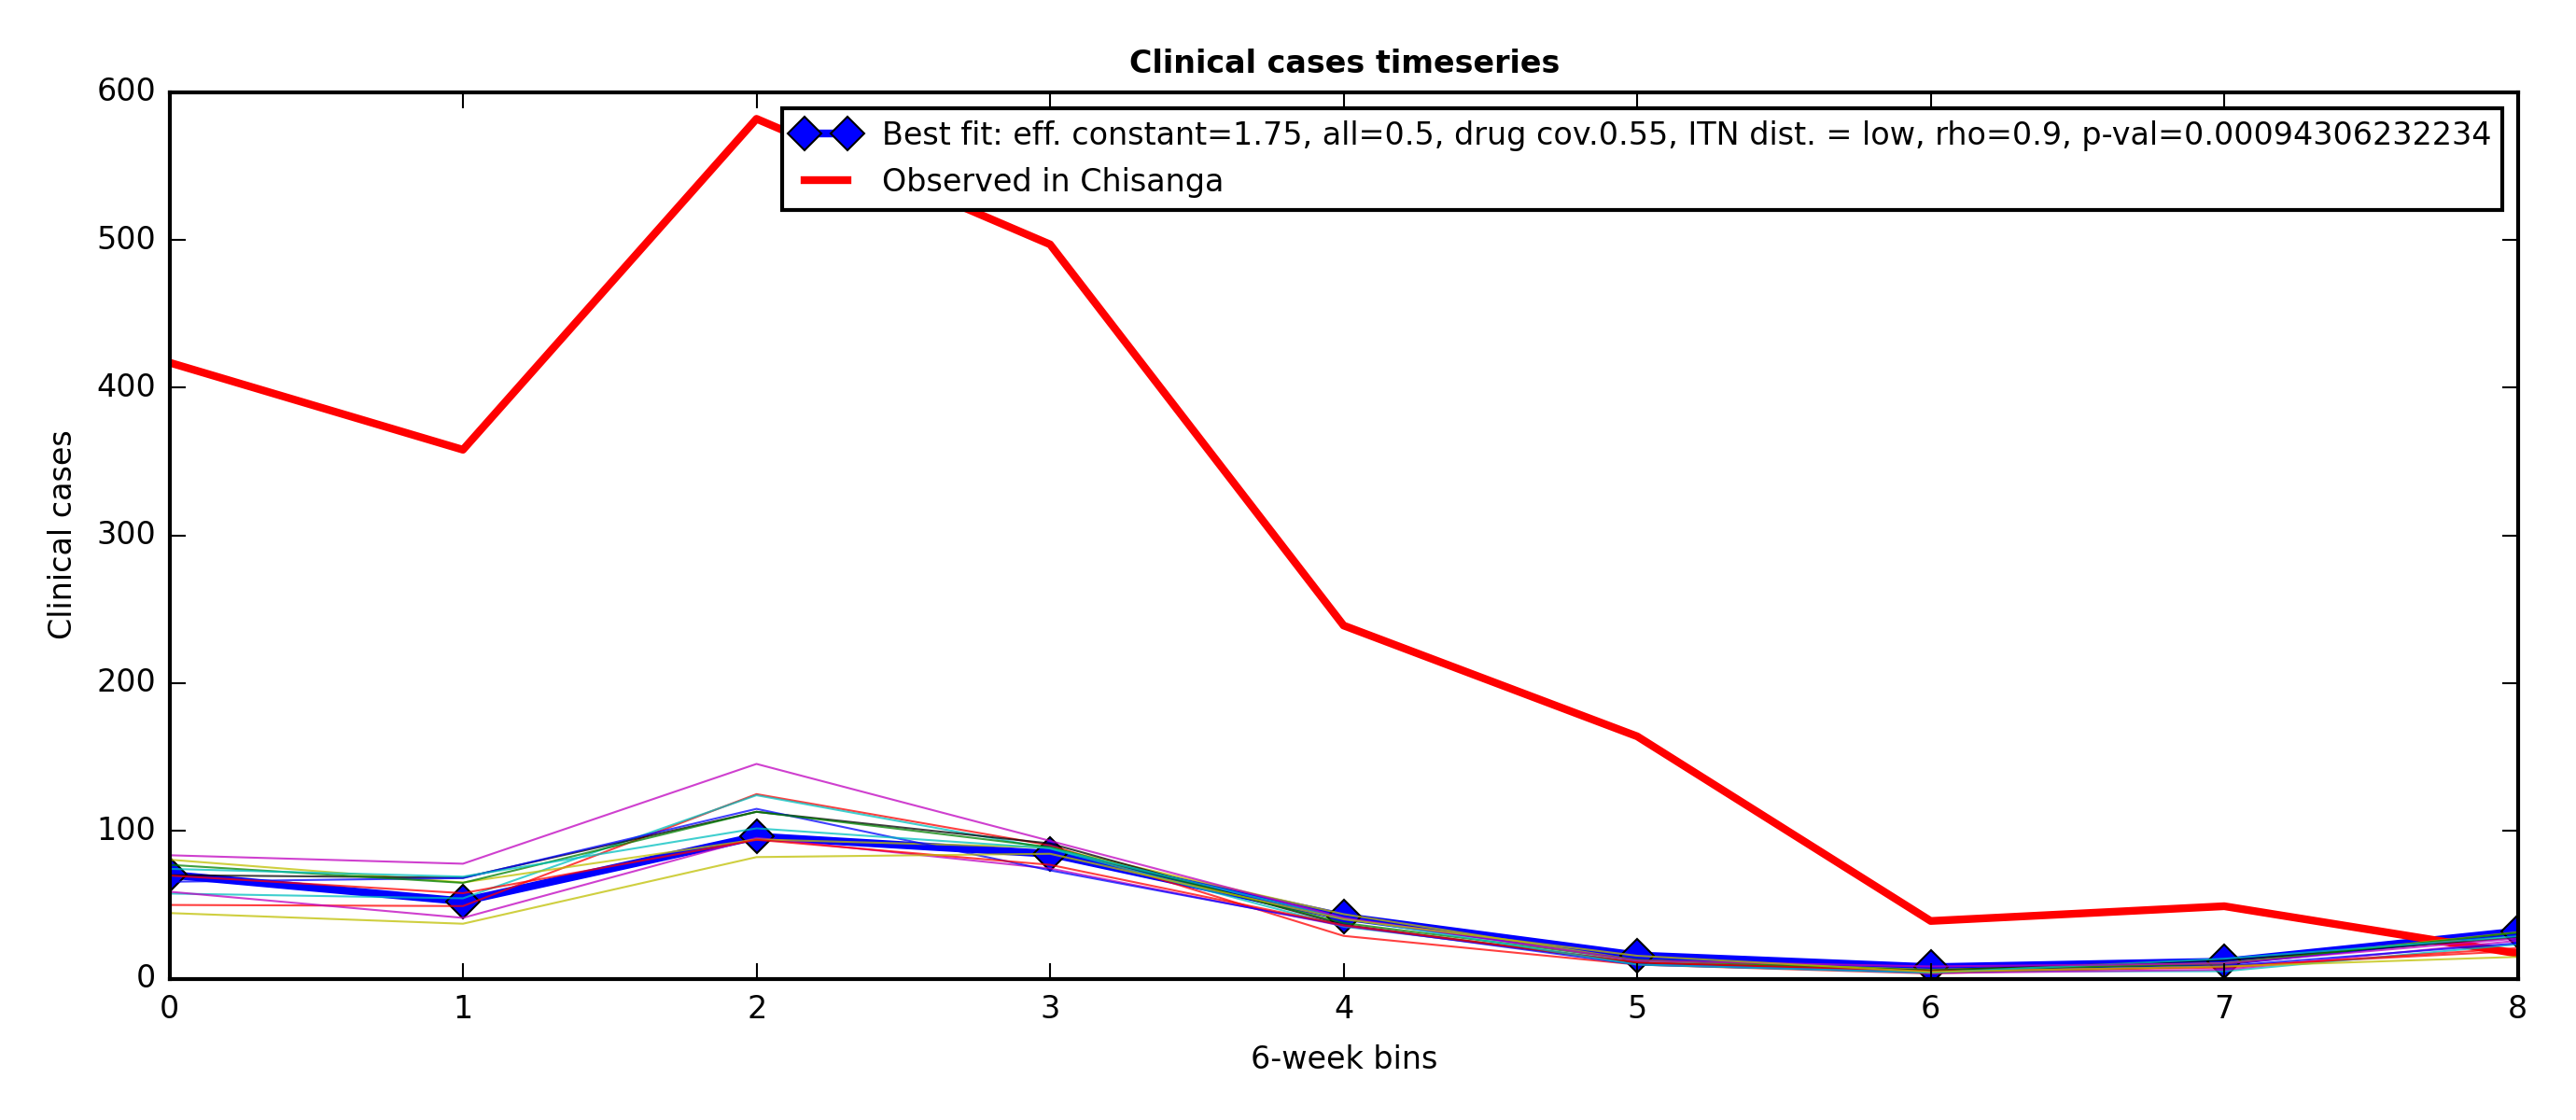 Clinical cases timeseries
600
500
400
300
200
100
0
Clinical cases
Best fit: eff. constant=1.75, all=0.5, drug cov.0.55, ITN dist. = low, rho=0.9, p-val=0.00094306232234
Observed in Chisanga
0 1 2 3 4 5 6 7 8
6-week bins